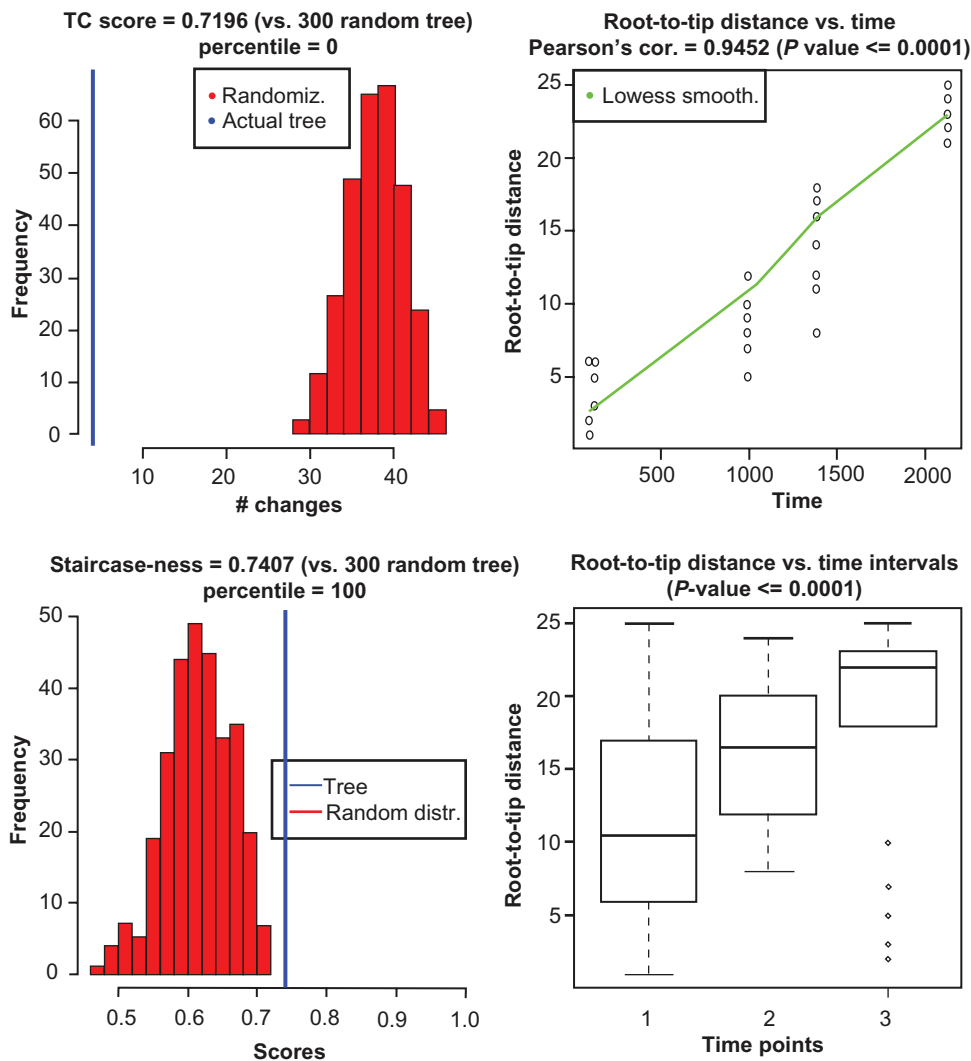 TC score = 0.7196 (vs. 300 random tree)
percentile = 0
Randomiz.
Actual tree
Frequency
60
50
40
30
20
10
0
10 20 30 40
# changes
Root-to-tip distance vs. time
Pearson's cor. = 0.9452 (P value <= 0.0001)
Lowess smooth.
Root-to-tip distance
25
20
15
10
5
500 1000 1500 2000
Time
Staircase-ness = 0.7407 (vs. 300 random tree)
percentile = 100
Frequency
50
40
30
20
10
0
Tree
Random distr.
0.5 0.6 0.7 0.8 0.9 1.0
Scores
Root-to-tip distance vs. time intervals
(P-value <= 0.0001)
Root-to-tip distance
25
20
15
10
5
1 2 3
Time points